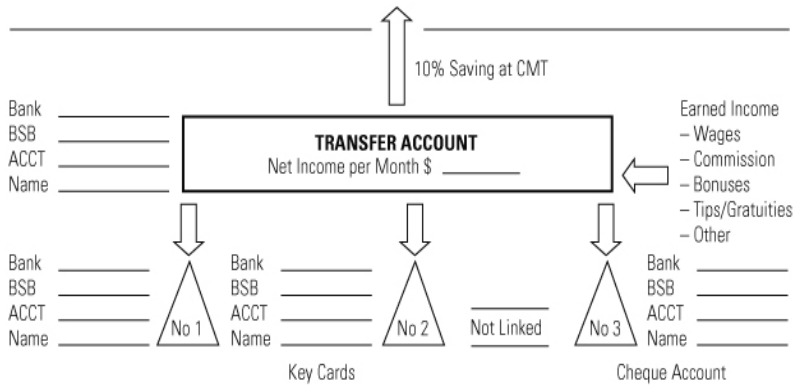 10% Saving at CMT
Bank
BSB
ACCT
Name
TRANSFER ACCOUNT
Net Income per Month $
Earned Income
– Wages
– Commission
– Bonuses
– Tips/Gratuities
– Other
Bank
BSB
ACCT
Name
No 1
Bank
BSB
ACCT
Name
No 2
Not Linked
No 3
Bank
BSB
ACCT
Name
Key Cards
Cheque Account